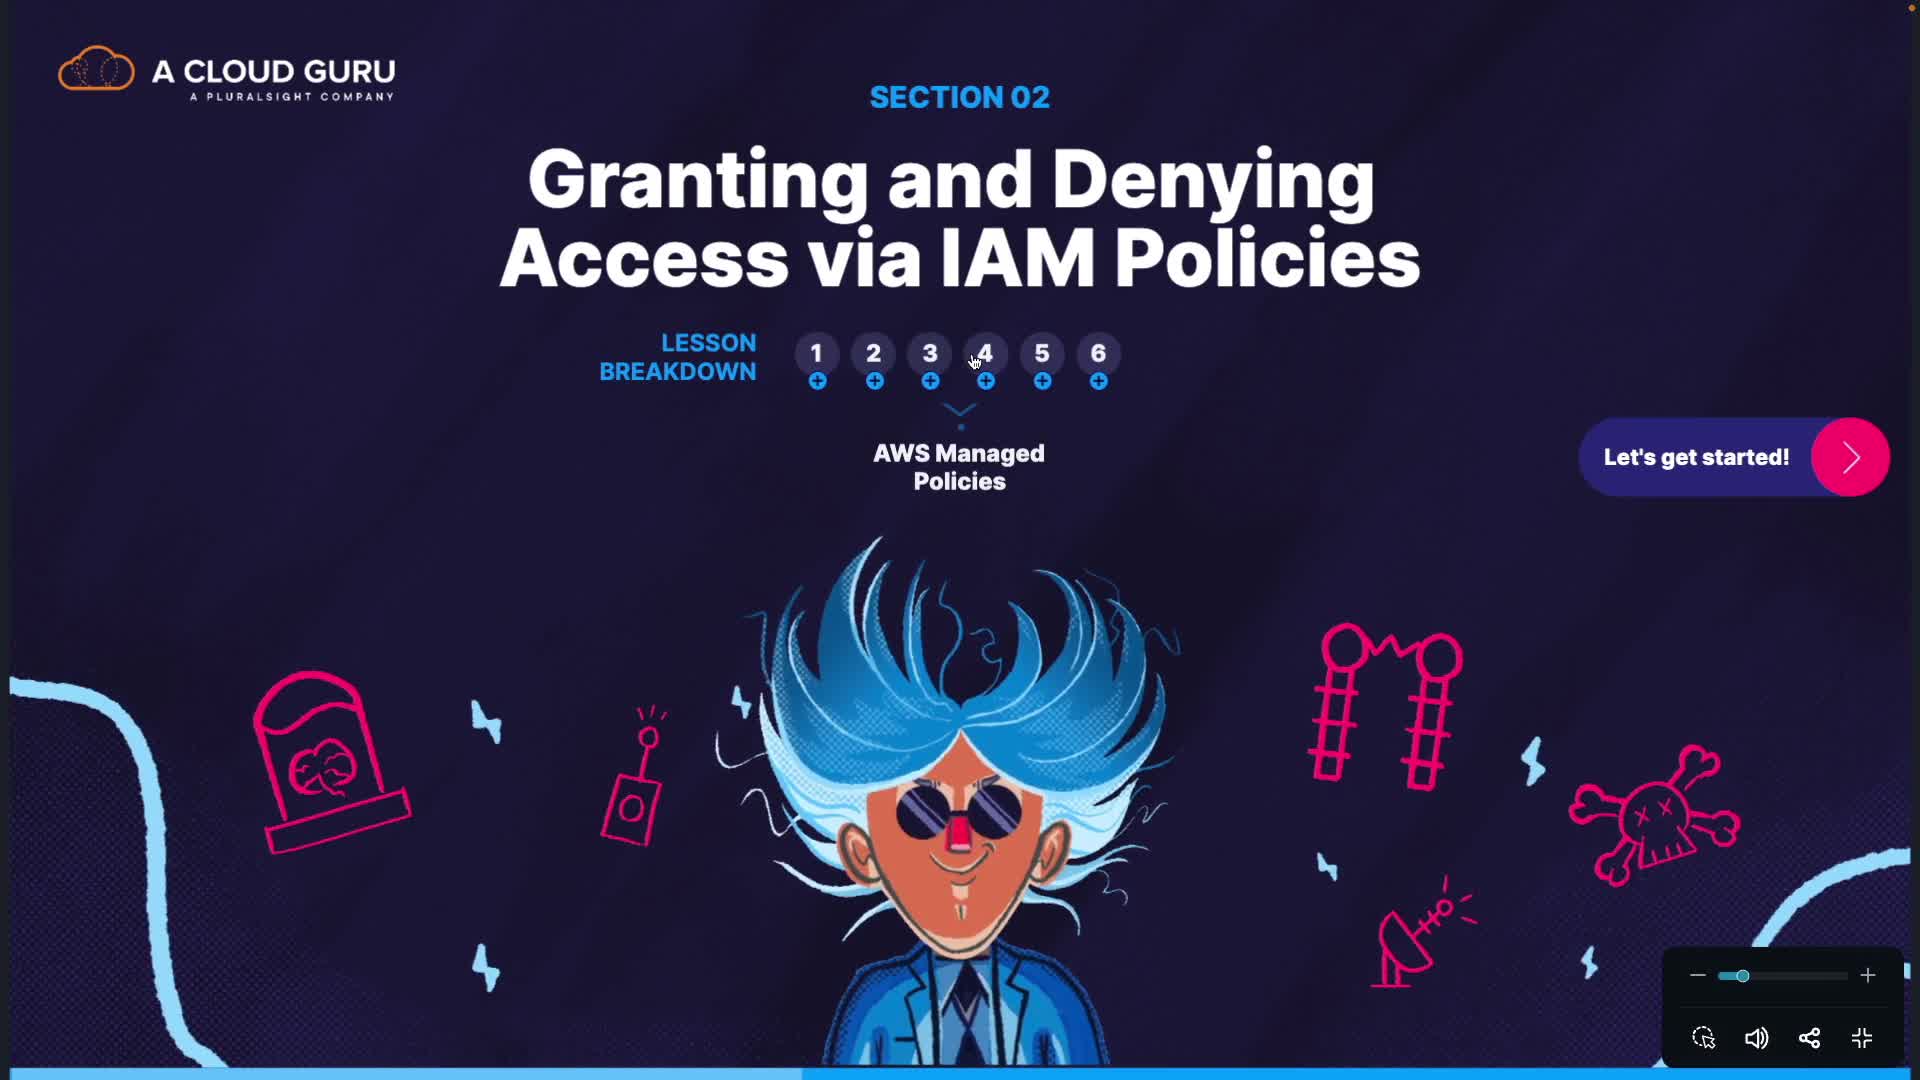 A CLOUD GURU
A PLURALSIGHT COMPANY
SECTION 02
Granting and Denying
Access via IAM Policies
LESSON
BREAKDOWN
1 2 3 4 5 6
AWS Managed
Policies
Let's get started!